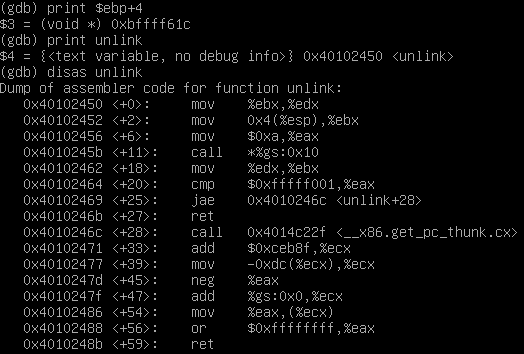 (gdb) print $ebp+4
$3 = (void *) 0xbffff61c
(gdb) print unlink
$4 = {<text variable, no debug info>} 0x40102450 <unlink>
(gdb) disas unlink
Dump of assembler code for function unlink:
0x40102450 <+0>: mov %ebx,%edx
0x40102452 <+2>: mov 0x4(%esp),%ebx
0x40102456 <+6>: mov $0xa,%eax
0x4010245b <+11>: call *%gs:0x10
0x40102462 <+18>: mov %edx,%ebx
0x40102464 <+20>: cmp $0xfffff001,%eax
0x40102469 <+25>: jae 0x4010246c <unlink+28>
0x4010246b <+27>: ret
0x4010246c <+28>: call 0x4014c22f <__x86.get_pc_thunk.cx>
0x40102471 <+33>: add $0xceb8f,%ecx
0x40102477 <+39>: mov -0xdc(%ecx),%ecx
0x4010247d <+45>: neg %eax
0x4010247f <+47>: add %gs:0x0,%ecx
0x40102486 <+54>: mov %eax,(%ecx)
0x40102488 <+56>: or $0xffffffff,%eax
0x4010248b <+59>: ret